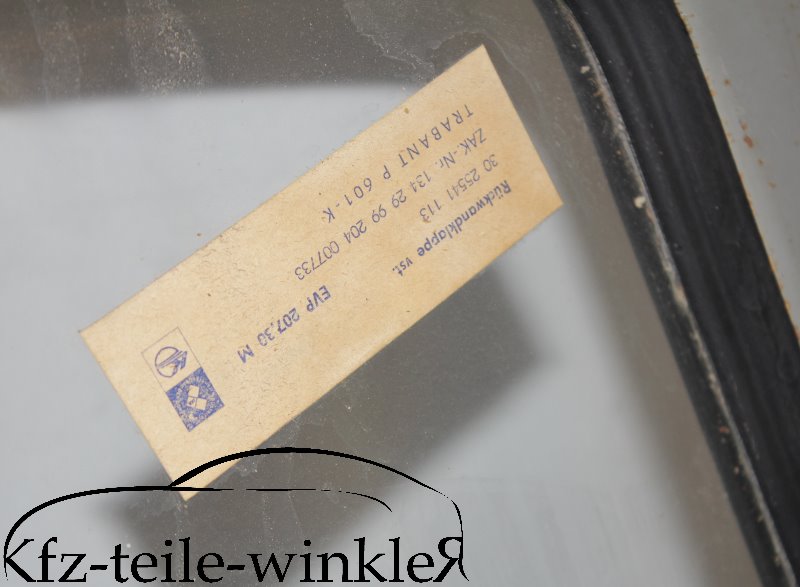 Rückwandklappe vst.
30 25541 113
ZAK.-Nr. 134 29 99 204 007733
TRABANT P 601-K
EVP 207,30 M
Kfz-teile-winkleR